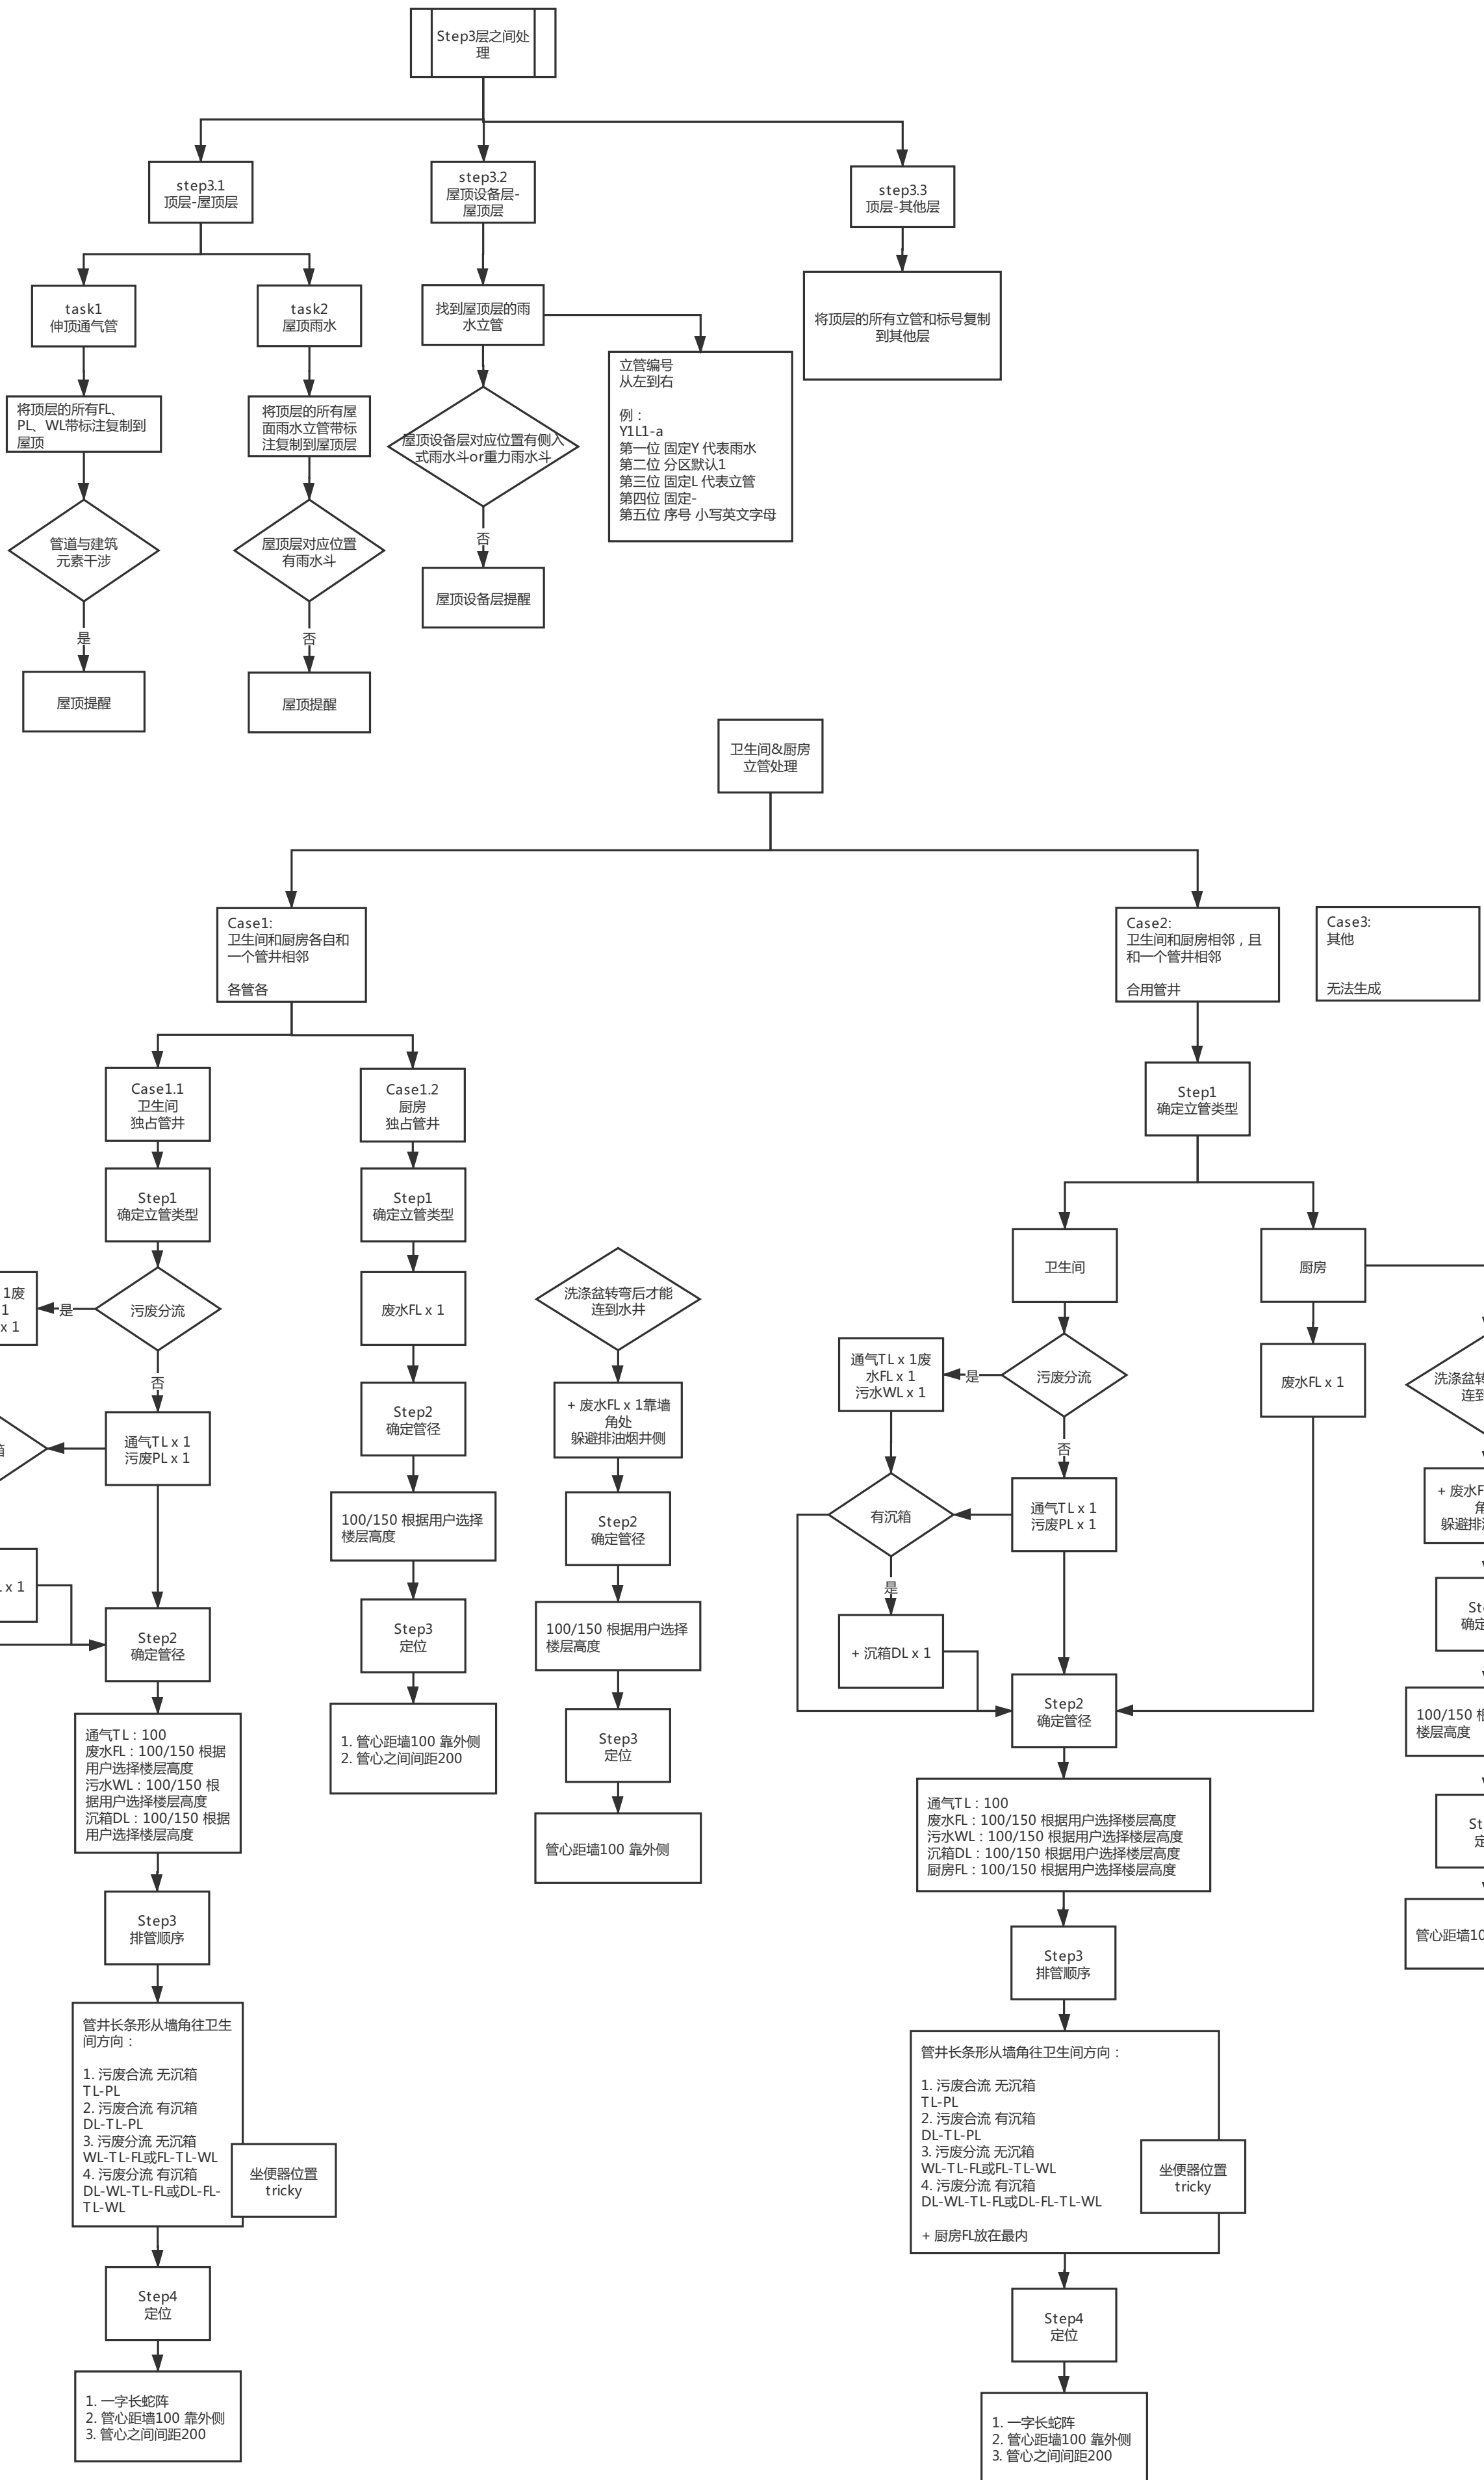 Step3层之间处
理
step3.1
顶层-屋顶层
step3.2
屋顶设备层-
屋顶层
step3.3
顶层-其他层
task1
伸顶通气管
task2
屋顶雨水
找到屋顶层的雨
水立管
将顶层的所有立管和标号复制
到其他层
立管编号
从左到右
例：
Y1L1-a
第一位 固定Y 代表雨水
第二位 分区默认1
第三位 固定L 代表立管
第四位 固定-
第五位 序号 小写英文字母
将顶层的所有FL、
PL、WL带标注复制到
屋顶
将顶层的所有屋
面雨水立管带标
注复制到屋顶层
屋顶设备层对应位置有侧入
式雨水斗or重力雨水斗
否
屋顶设备层提醒
管道与建筑
元素干涉
屋顶层对应位置
有雨水斗
是
否
屋顶提醒
屋顶提醒
卫生间&厨房
立管处理
Case1:
卫生间和厨房各自和
一个管井相邻
各管各
Case2:
卫生间和厨房相邻，且
和一个管井相邻
合用管井
Case3:
其他
无法生成
Case1.1
卫生间
独占管井
Step1
确定立管类型
污废分流
是
1废
1
x 1
否
通气TL x 1
污废PL x 1
箱
x 1
Step2
确定管径
通气TL：100
废水FL：100/150 根据
用户选择楼层高度
污水WL：100/150 根
据用户选择楼层高度
沉箱DL：100/150 根据
用户选择楼层高度
Step3
排管顺序
管井长条形从墙角往卫生
间方向：
1. 污废合流 无沉箱
TL-PL
2. 污废合流 有沉箱
DL-TL-PL
3. 污废分流 无沉箱
WL-TL-FL或FL-TL-WL
4. 污废分流 有沉箱
DL-WL-TL-FL或DL-FL-
TL-WL
坐便器位置
tricky
Step4
定位
1. 一字长蛇阵
2. 管心距墙100 靠外侧
3. 管心之间间距200
Case1.2
厨房
独占管井
Step1
确定立管类型
废水FL x 1
Step2
确定管径
100/150 根据用户选择
楼层高度
Step3
定位
1. 管心距墙100 靠外侧
2. 管心之间间距200
洗涤盆转弯后才能
连到水井
+ 废水FL x 1靠墙
角处
躲避排油烟井侧
Step2
确定管径
100/150 根据用户选择
楼层高度
Step3
定位
管心距墙100 靠外侧
Step1
确定立管类型
卫生间
厨房
污废分流
是
通气TL x 1废
水FL x 1
污水WL x 1
否
通气TL x 1
污废PL x 1
有沉箱
是
+ 沉箱DL x 1
废水FL x 1
Step2
确定管径
通气TL：100
废水FL：100/150 根据用户选择楼层高度
污水WL：100/150 根据用户选择楼层高度
沉箱DL：100/150 根据用户选择楼层高度
厨房FL：100/150 根据用户选择楼层高度
Step3
排管顺序
管井长条形从墙角往卫生间方向：
1. 污废合流 无沉箱
TL-PL
2. 污废合流 有沉箱
DL-TL-PL
3. 污废分流 无沉箱
WL-TL-FL或FL-TL-WL
4. 污废分流 有沉箱
DL-WL-TL-FL或DL-FL-TL-WL
+ 厨房FL放在最内
坐便器位置
tricky
Step4
定位
1. 一字长蛇阵
2. 管心距墙100 靠外侧
3. 管心之间间距200
洗涤盆转
连到
+ 废水F
角
躲避排
St
确定
100/150
楼层高度
St
管心距墙10